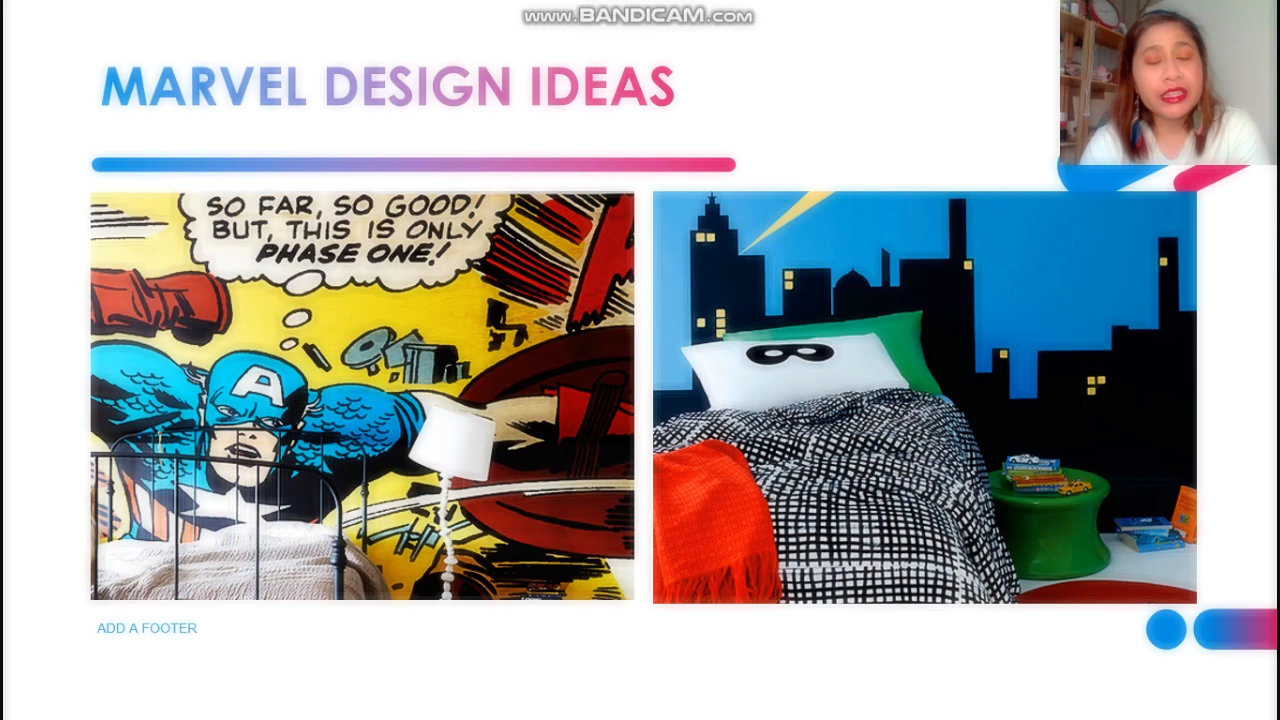 www.BANDICAM.com
MARVEL DESIGN IDEAS
SO FAR, SO GOOD!
BUT, THIS IS ONLY
PHASE ONE!
A
ADD A FOOTER